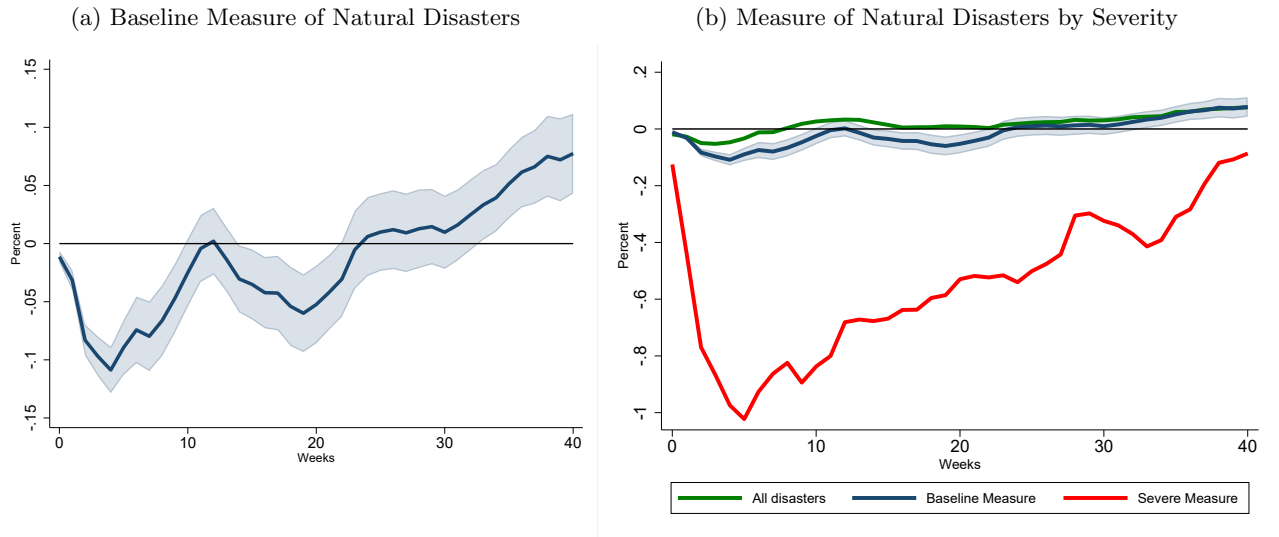 (a) Baseline Measure of Natural Disasters
.15
.1
.05
0
-.05
-.1
-.15
Percent
0 10 20 30 40
Weeks
(b) Measure of Natural Disasters by Severity
.2
0
-.2
-.4
-.6
-.8
-1
Percent
0 10 20 30 40
Weeks
All disasters Baseline Measure Severe Measure